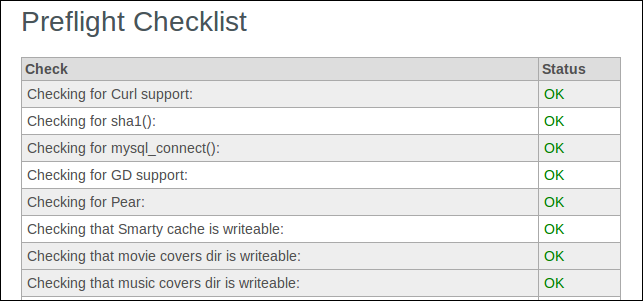 Preflight Checklist
Check Status
Checking for Curl support: OK
Checking for sha1(): OK
Checking for mysql_connect(): OK
Checking for GD support: OK
Checking for Pear: OK
Checking that Smarty cache is writeable: OK
Checking that movie covers dir is writeable: OK
Checking that music covers dir is writeable: OK